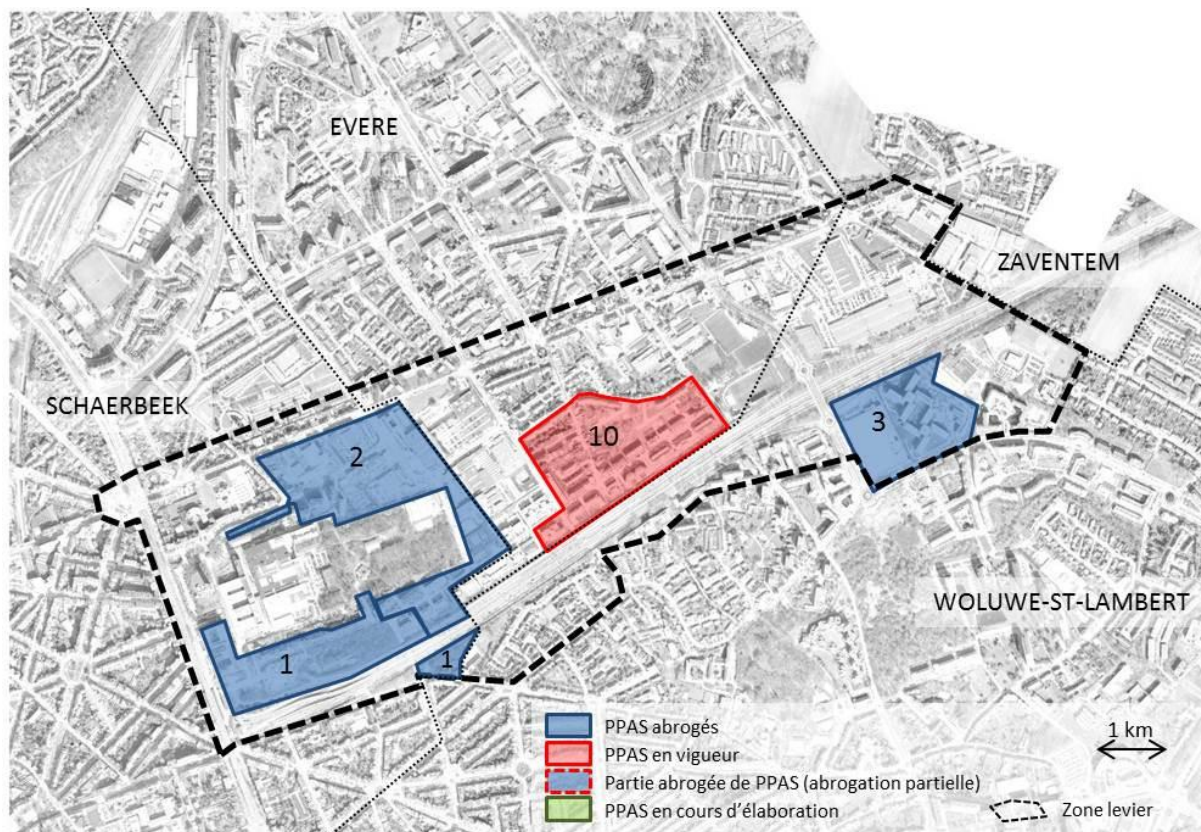 EVERE
ZAVENTEM
SCHAERBEEK
10
3
2
WOLUWE-ST-LAMBERT
1
1
PPAS abrogés
1 km
PPAS en vigueur
Partie abrogée de PPAS (abrogation partielle)
PPAS en cours d'élaboration
Zone levier